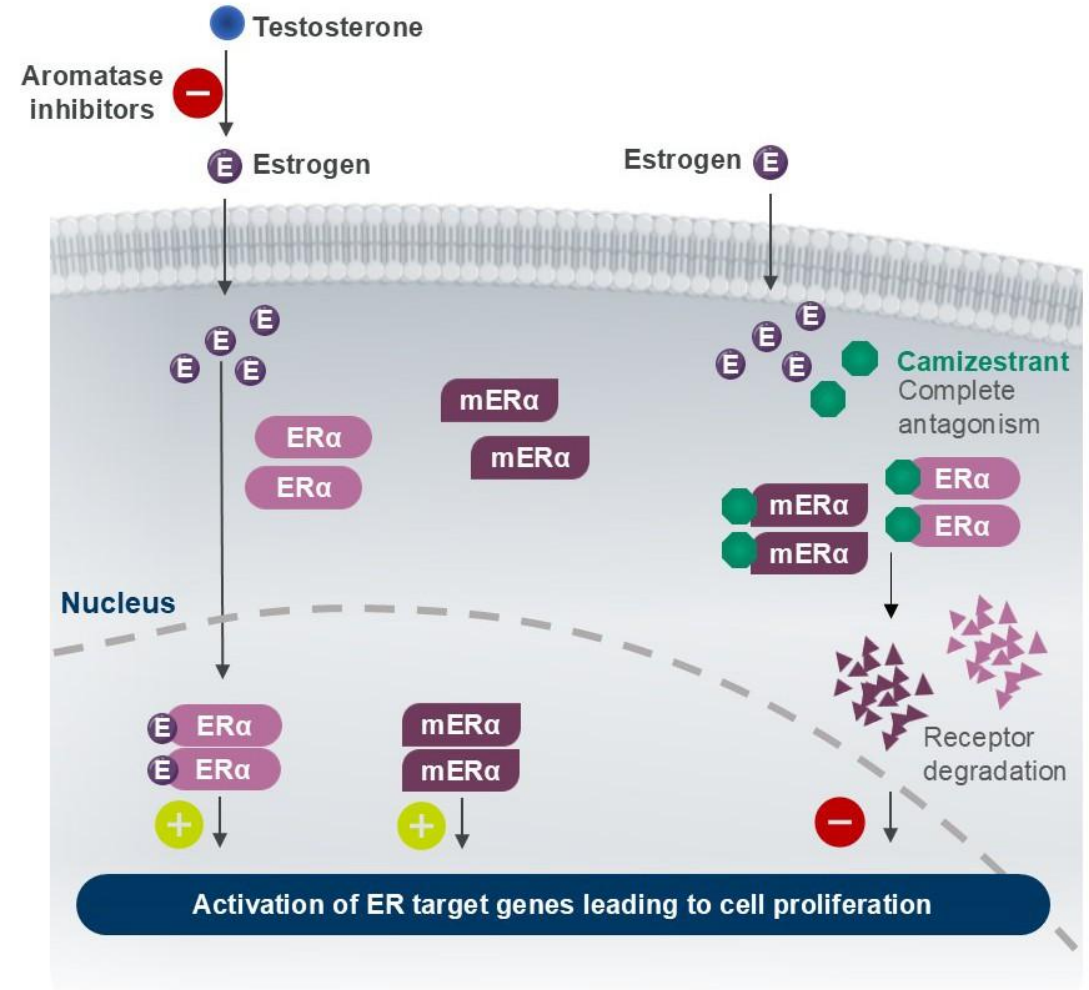 Testosterone
Aromatase
inhibitors
−
E Estrogen
Estrogen E
E
E
E
E
E
E
E
E
Camizestrant
Complete
antagonism
mERα
mERα
ERα
ERα
mERα
mERα
ERα
ERα
Nucleus
E ERα
E ERα
mERα
mERα
Receptor
degradation
+
+
−
Activation of ER target genes leading to cell proliferation